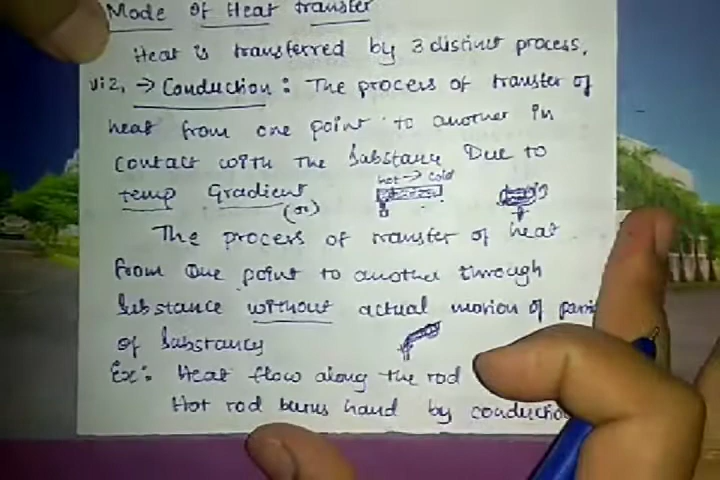 Mode of Heat transfer
Heat is transferred by 3 distinct process,
viz, → Conduction : The process of transfer of
heat from one point to another in
contact with the substance Due to
temp Gradient
hot → cold
(or)
The process of transfer of heat
from one point to another through
substance without actual motion of
of substances
Ex: Heat flow along the rod
Hot rod burns hand by conductio